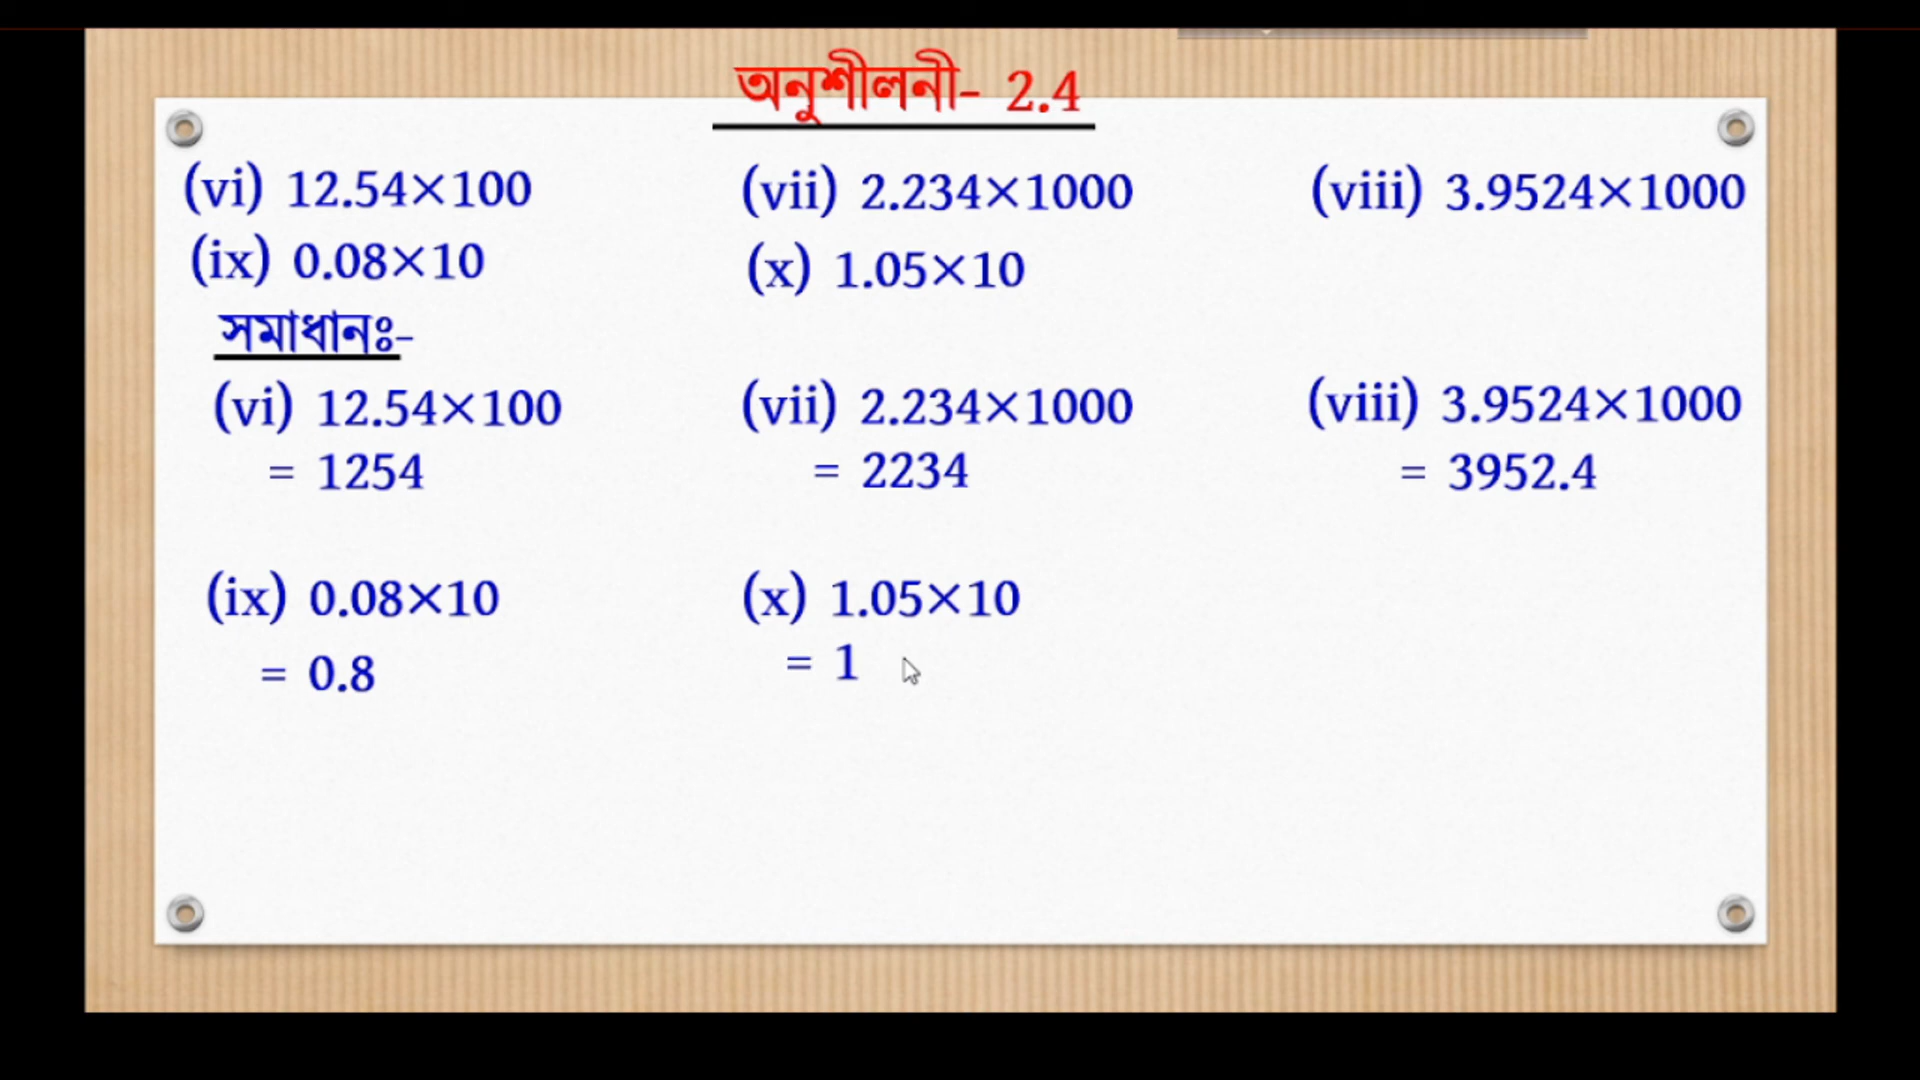 অনুশীলনী- 2.4
(vi) 12.54×100 (vii) 2.234×1000 (viii) 3.9524×1000
(ix) 0.08×10 (x) 1.05×10
সমাধানঃ-
(vi) 12.54×100 (vii) 2.234×1000 (viii) 3.9524×1000
= 1254 = 2234 = 3952.4
(ix) 0.08×10 (x) 1.05×10
= 0.8 = 1